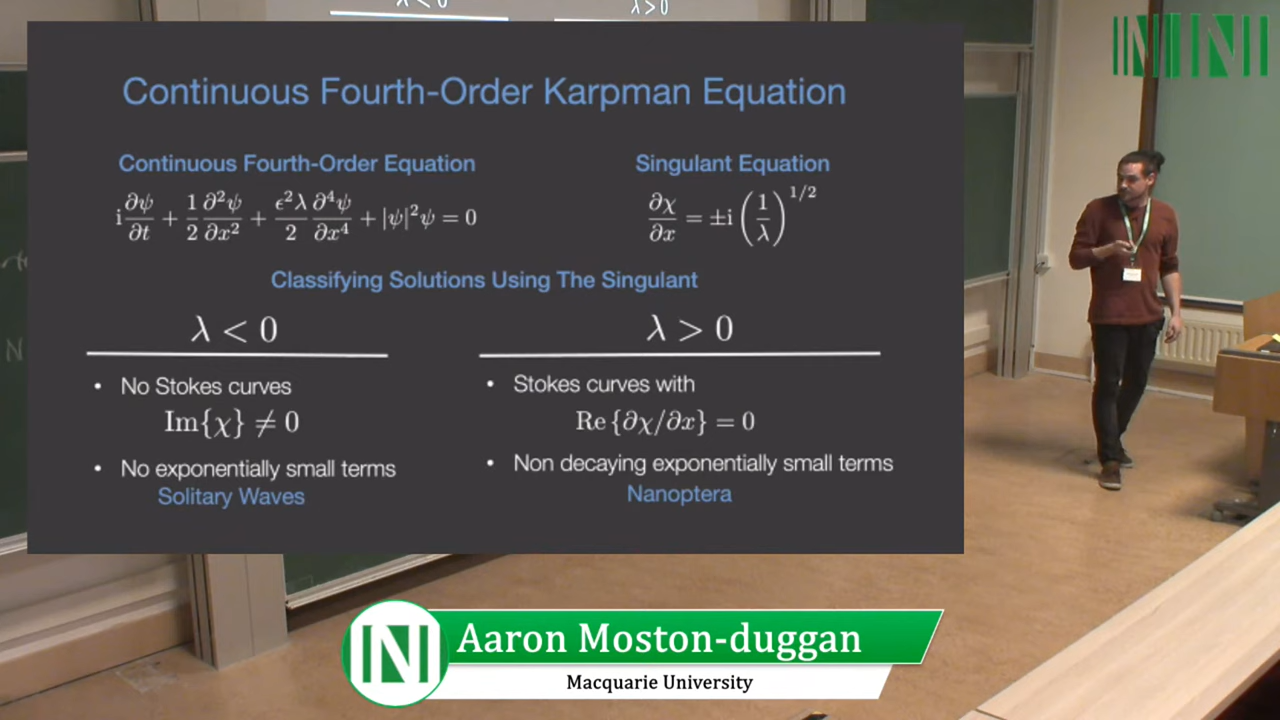 λ < 0
λ > 0
Continuous Fourth-Order Karpman Equation
Continuous Fourth-Order Equation
Singulant Equation
i ∂ψ/∂t + 1/2 ∂²ψ/∂x² + ϵ²λ/2 ∂⁴ψ/∂x⁴ + |ψ|²ψ = 0
∂χ/∂x = ±i (1/λ)^1/2
Classifying Solutions Using The Singulant
λ < 0
λ > 0
• No Stokes curves
Im{χ} ≠ 0
• No exponentially small terms
Solitary Waves
• Stokes curves with
Re {∂χ/∂x} = 0
• Non decaying exponentially small terms
Nanoptera
Aaron Moston-duggan
Macquarie University